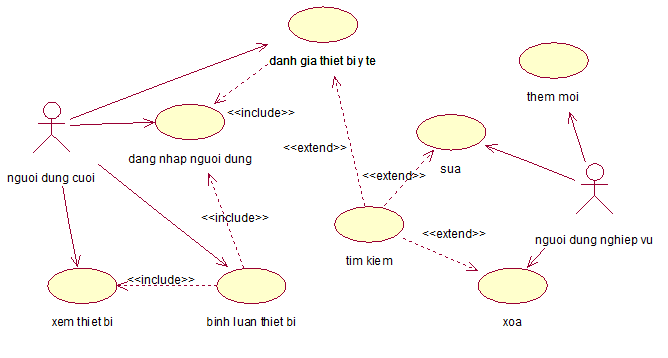 danh gia thiet bi y te
them moi
<<include>>
dang nhap nguoi dung
<<extend>>
sua
<<extend>>
nguoi dung cuoi
<<include>>
<<extend>>
nguoi dung nghiep vu
tim kiem
<<include>>
xem thiet bi
binh luan thiet bi
xoa